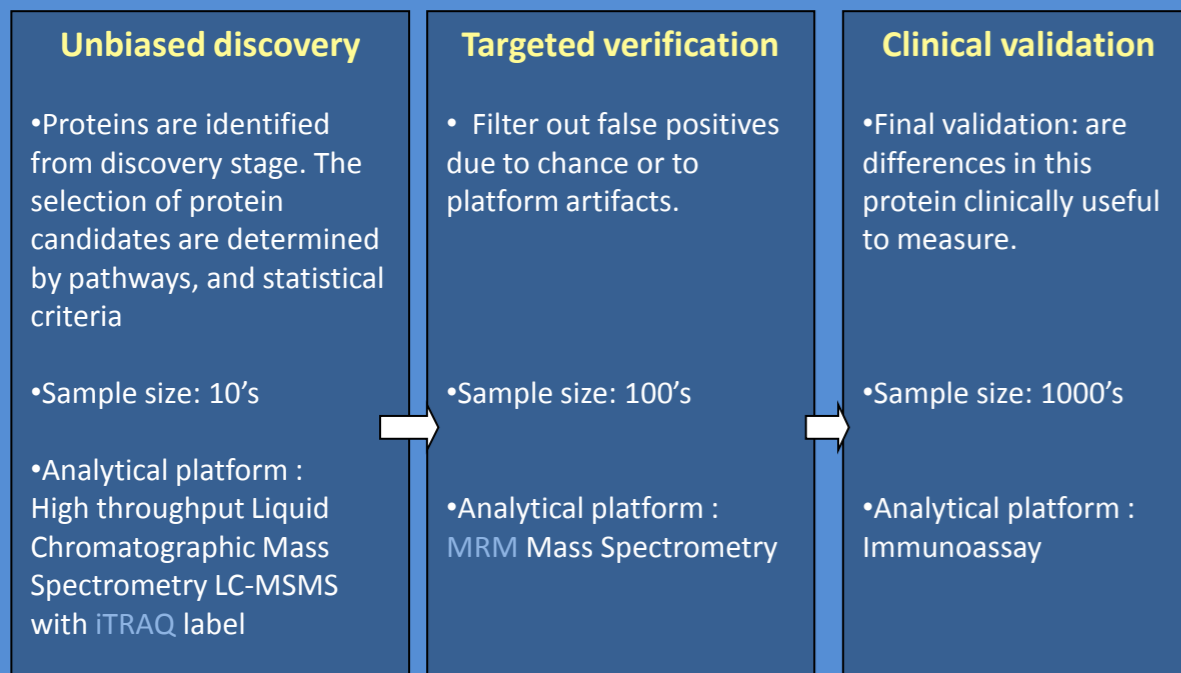 Unbiased discovery
•Proteins are identified
from discovery stage. The
selection of protein
candidates are determined
by pathways, and statistical
criteria
•Sample size: 10’s
•Analytical platform :
High throughput Liquid
Chromatographic Mass
Spectrometry LC-MSMS
with iTRAQ label
Targeted verification
• Filter out false positives
due to chance or to
platform artifacts.
•Sample size: 100’s
•Analytical platform :
MRM Mass Spectrometry
Clinical validation
•Final validation: are
differences in this
protein clinically useful
to measure.
•Sample size: 1000’s
•Analytical platform :
Immunoassay